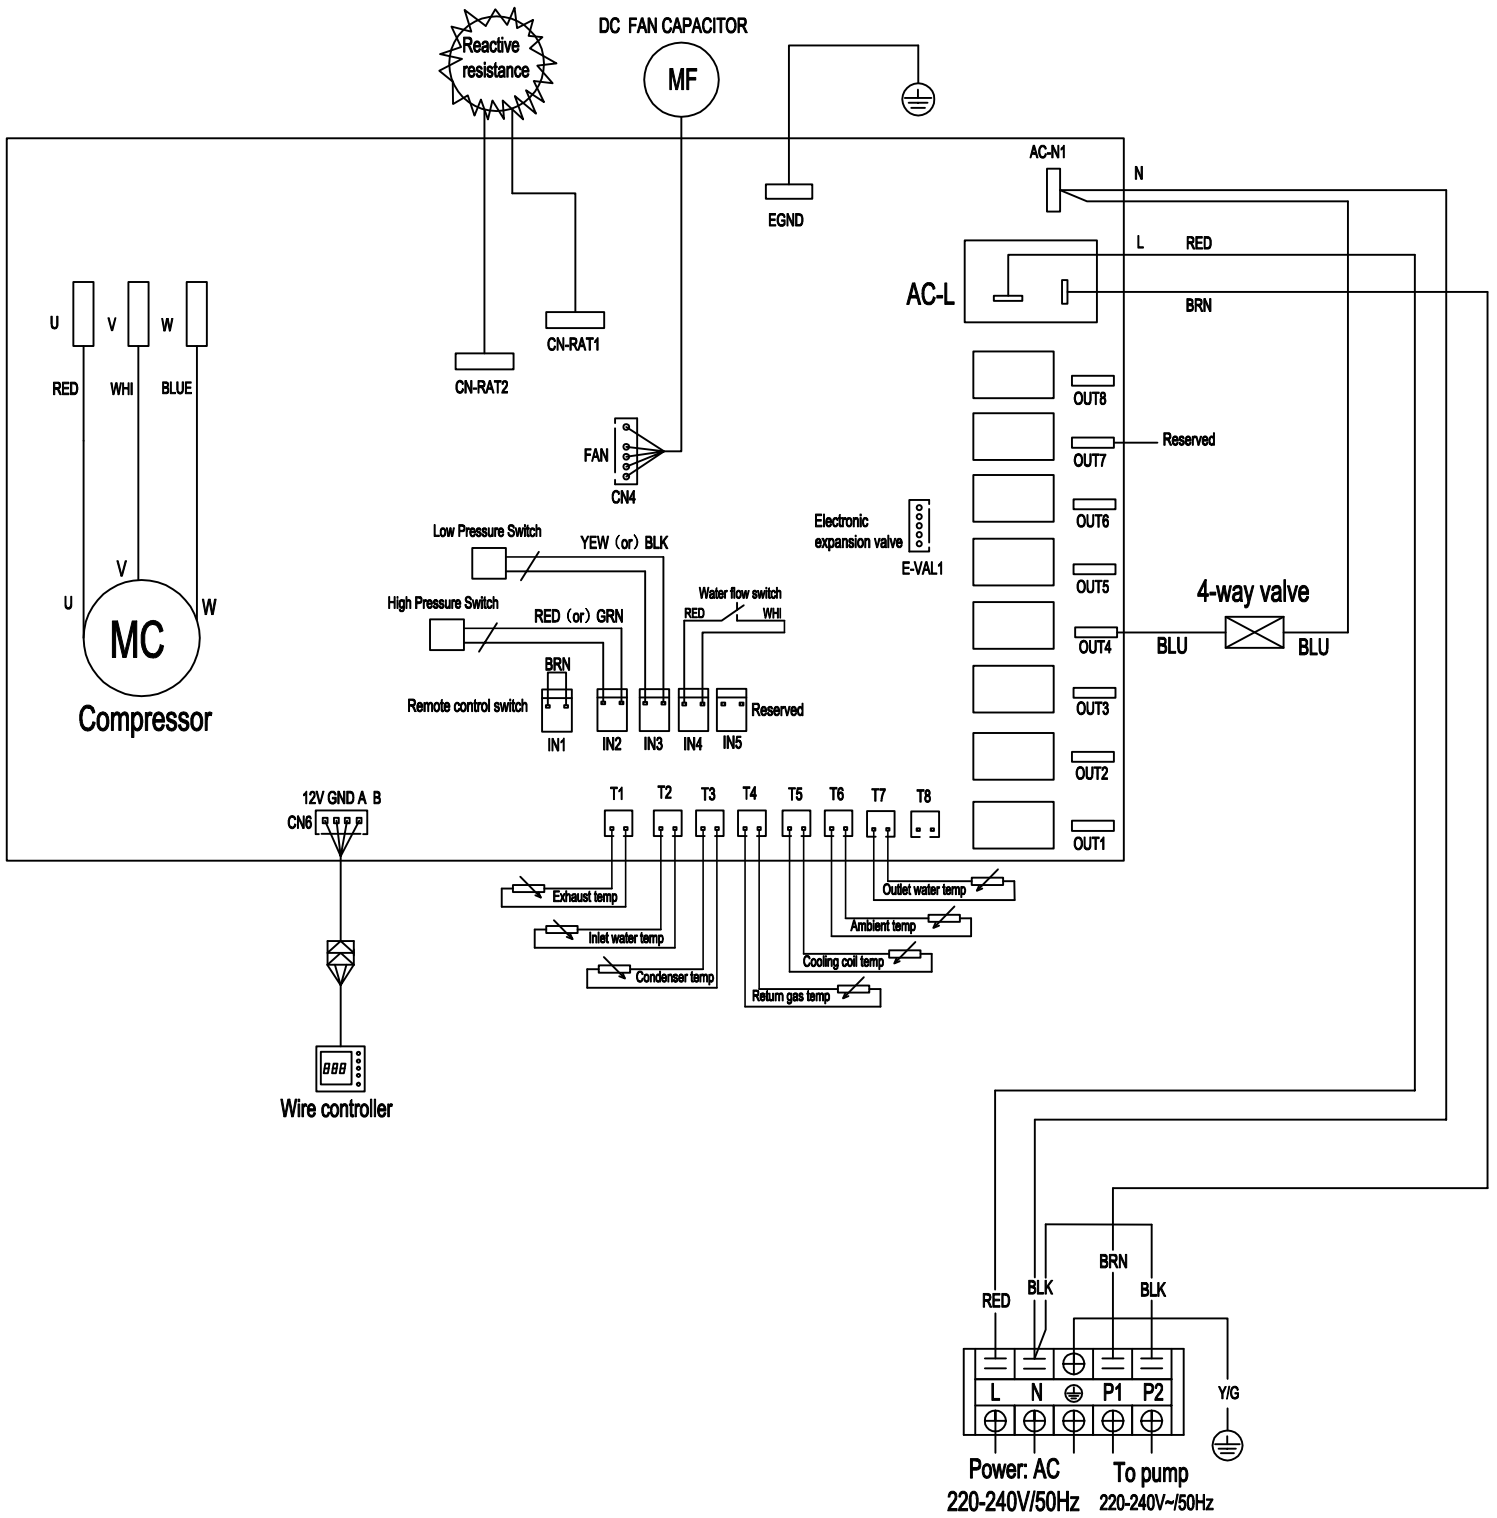 Reactive
resistance
DC FAN CAPACITOR
MF
AC-N1
N
EGND
L RED
AC-L
BRN
U V W
RED WHI BLUE
CN-RAT1
CN-RAT2
OUT8
FAN
CN4
Reserved
OUT7
OUT6
Electronic
expansion valve
E-VAL1
OUT5
Low Pressure Switch
YEW (or) BLK
High Pressure Switch
RED (or) GRN
Water flow switch
RED WHI
4-way valve
OUT4
BLU BLU
V
U W
MC
Compressor
BRN
Remote control switch
IN1 IN2 IN3 IN4 IN5
Reserved
OUT3
OUT2
OUT1
12V GND A B
CN6
T1 T2 T3 T4 T5 T6 T7 T8
Exhaust temp
Inlet water temp
Condenser temp
Return gas temp
Cooling coil temp
Ambient temp
Outlet water temp
888
Wire controller
RED BLK BRN BLK
L N P1 P2
Y/G
Power: AC
220-240V/50Hz
To pump
220-240V~/50Hz